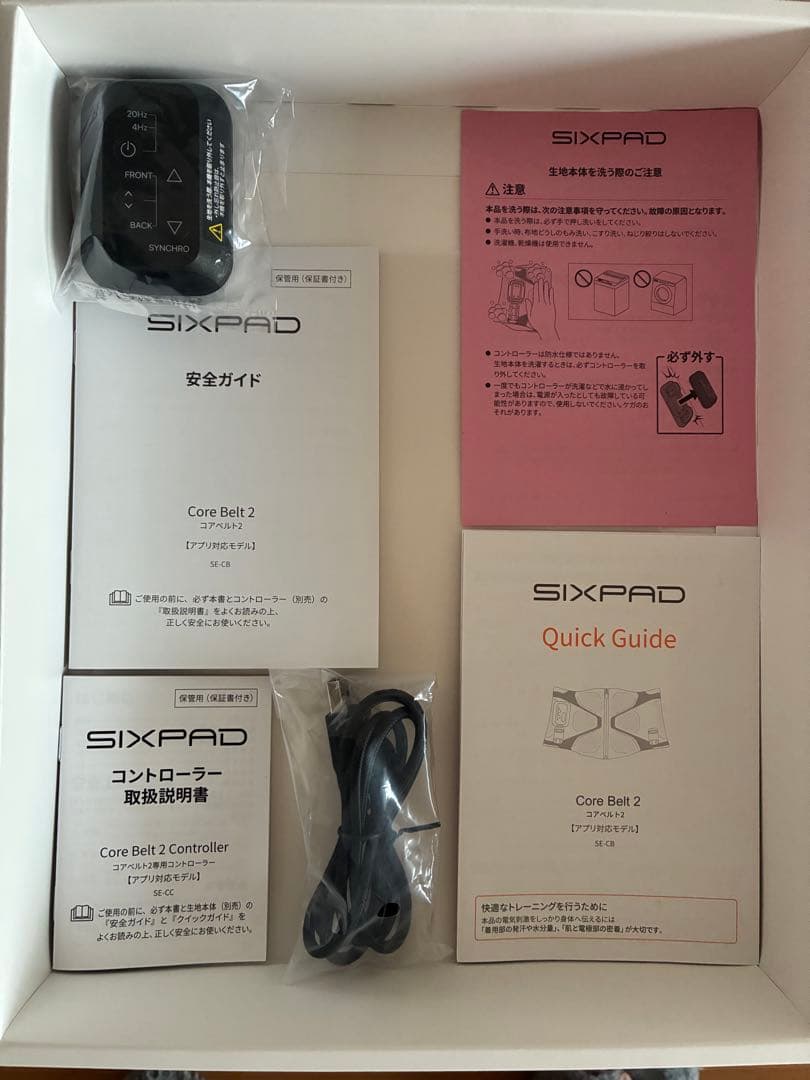 20Hz
4Hz
FRONT
BACK
SYNCHRO
保管用(保証書付き)
SIXPAD
安全ガイド
Core Belt 2
コアベルト2
【アプリ対応モデル】
SE-CB
ご使用の前に、必ず本書とコントローラー(別売)の
『取扱説明書』をよくお読みの上、
正しく安全にお使いください。
SIXPAD
生地本体を洗う際のご注意
注意
本品を洗う際は、次の注意事項を守ってください。故障の原因となります。
● 本品を洗う際は、必ず手で押し洗いをしてください。
● 手洗い時、布地どうしのもみ洗い、こすり洗い、ねじり絞りはしないでください。
● 洗濯機、乾燥機は使用できません。
● コントローラーは防水仕様ではありません。
生地本体を洗濯するときは、必ずコントローラーを取
り外してください。
● 一度でもコントローラーが洗濯などで水に浸かってし
まった場合は、電源が入ったとしても故障している可
能性がありますので、使用しないでください。ケガのお
それがあります。
必ず外す
保管用(保証書付き)
SIXPAD
コントローラー
取扱説明書
Core Belt 2 Controller
コアベルト2専用コントローラー
【アプリ対応モデル】
SE-CC
ご使用の前に、必ず本書と生地本体(別売)の
『安全ガイド』と『クイックガイド』を
よくお読みの上、正しく安全にお使いください。
SIXPAD
Quick Guide
Core Belt 2
コアベルト2
【アプリ対応モデル】
SE-CB
快適なトレーニングを行うために
本品の電気刺激をしっかり身体へ伝えるには
「着用部の発汗や水分量」、「肌と電極部の密着」が大切です。